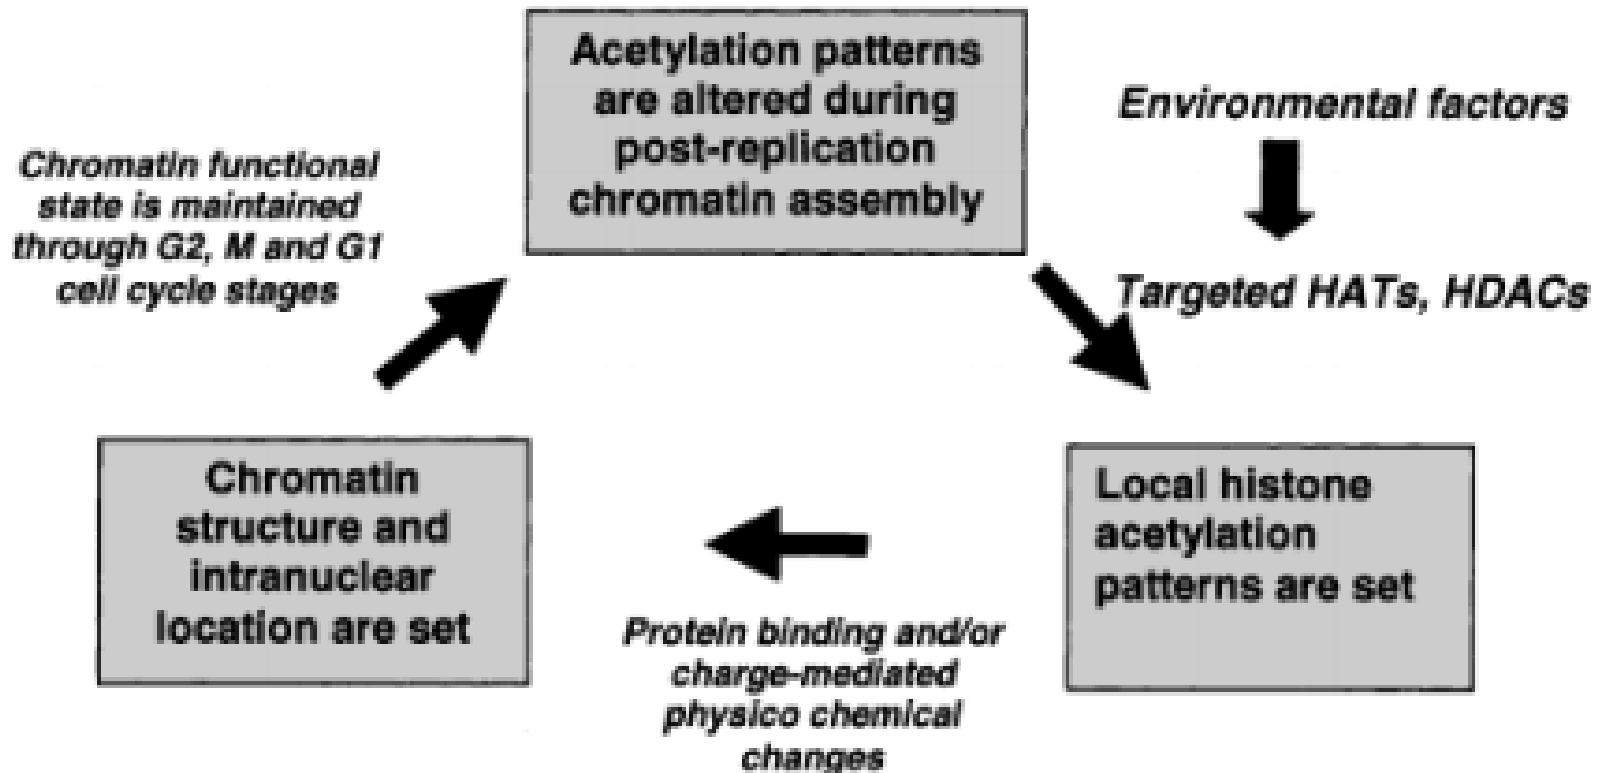 Acetylation patterns
are altered during
post-replication
chromatin assembly
Environmental factors
Targeted HATs, HDACs
Chromatin functional
state is maintained
through G2, M and G1
cell cycle stages
Local histone
acetylation
patterns are set
Chromatin
structure and
intranuclear
location are set
Protein binding and/or
charge-mediated
physico chemical
changes